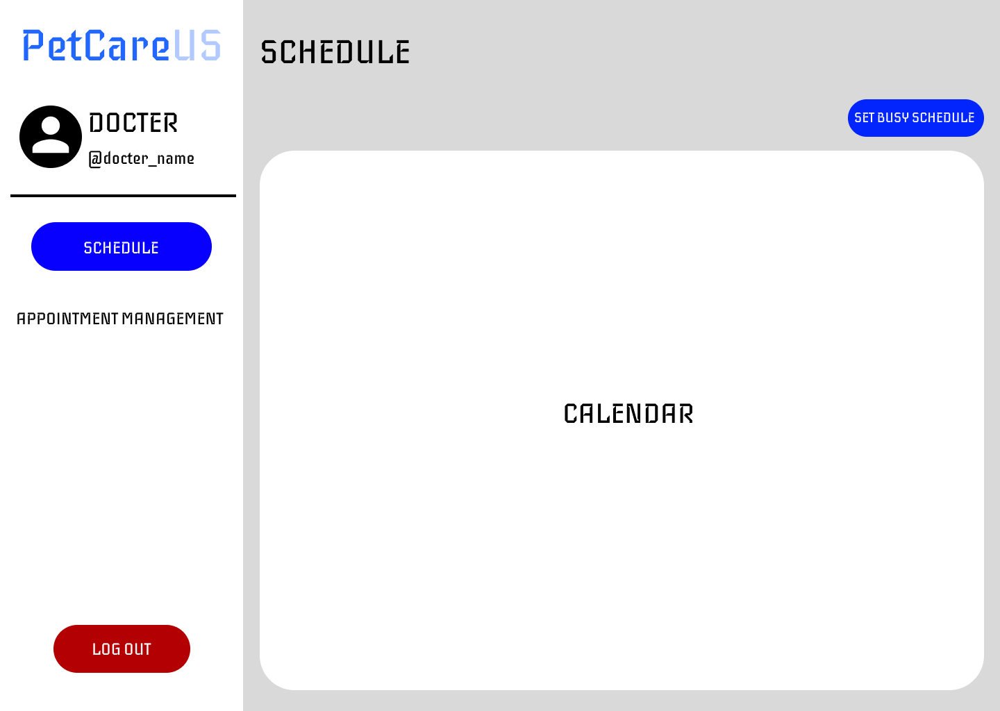 PetCareUS
DOCTER
@docter_name
SCHEDULE
APPOINTMENT MANAGEMENT
LOG OUT
SCHEDULE
SET BUSY SCHEDULE
CALENDAR